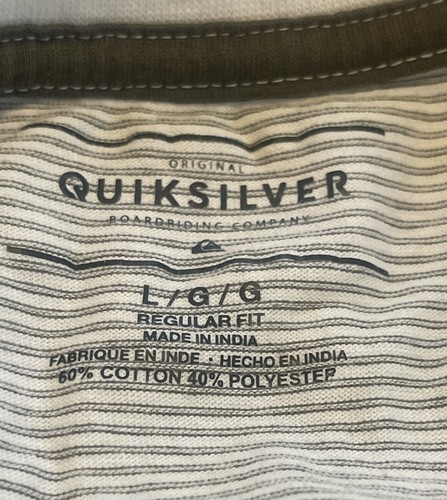 ORIGINAL
QUIKSILVER
BOARDRIDING COMPANY
L / G / G
REGULAR FIT
MADE IN INDIA
FABRIQUE EN INDE · HECHO EN INDIA
60% COTTON 40% POLYESTER